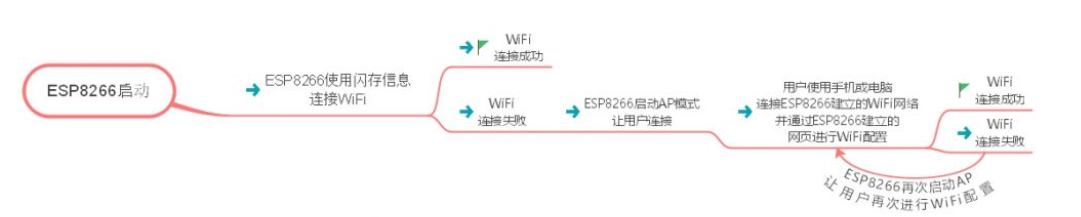 ESP8266启动
ESP8266使用闪存信息
连接WiFi
WiFi
连接成功
WiFi
连接失败
ESP8266启动AP模式
让用户连接
用户使用手机或电脑
连接ESP8266建立的WiFi网络
并通过ESP8266建立的
网页进行WiFi配置
WiFi
连接成功
WiFi
连接失败
ESP8266再次启动AP
让用户再次进行WiFi配置